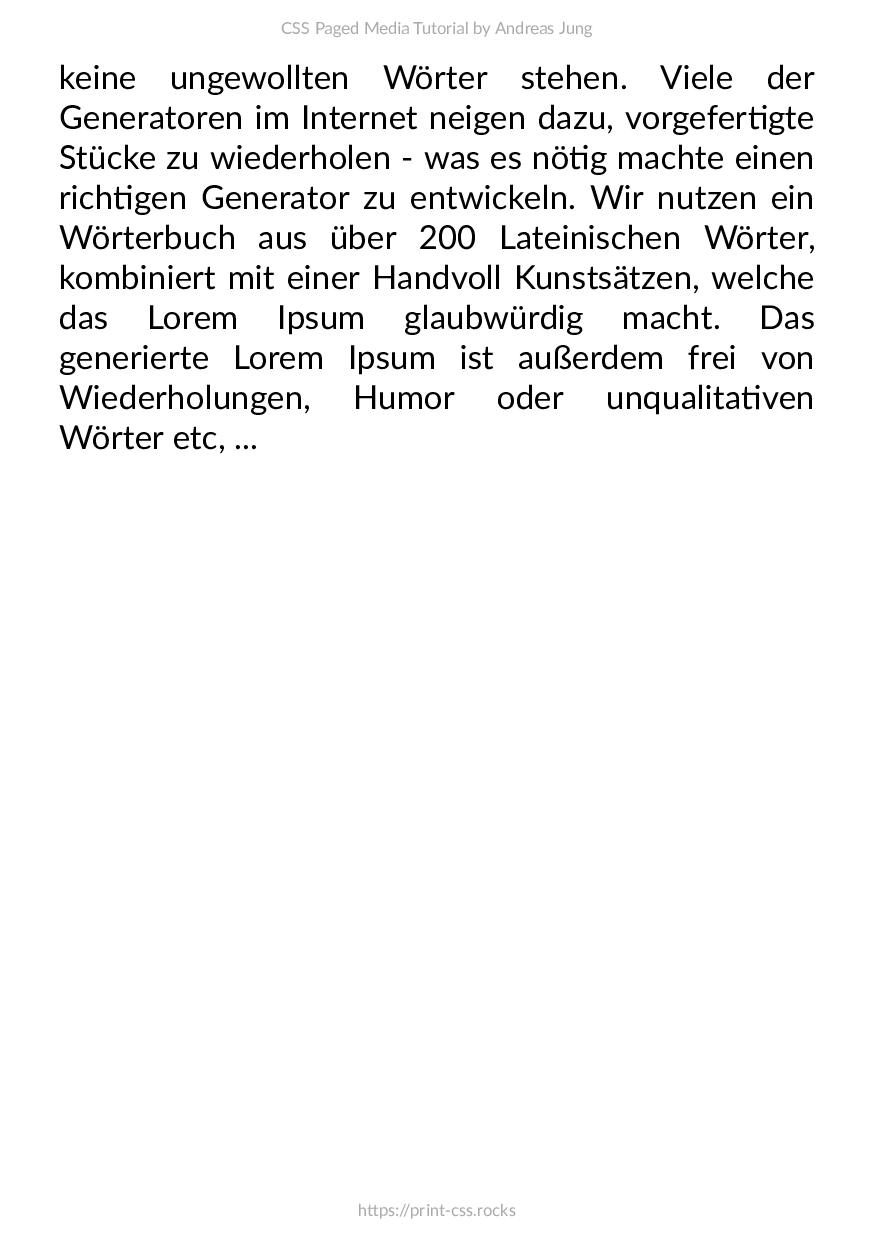 CSS Paged Media Tutorial by Andreas Jung
keine ungewollten Wörter stehen. Viele der
Generatoren im Internet neigen dazu, vorgefertigte
Stücke zu wiederholen - was es nötig machte einen
richtigen Generator zu entwickeln. Wir nutzen ein
Wörterbuch aus über 200 Lateinischen Wörter,
kombiniert mit einer Handvoll Kunstsätzen, welche
das Lorem Ipsum glaubwürdig macht. Das
generierte Lorem Ipsum ist außerdem frei von
Wiederholungen, Humor oder unqualitativen
Wörter etc, ...
https://print-css.rocks